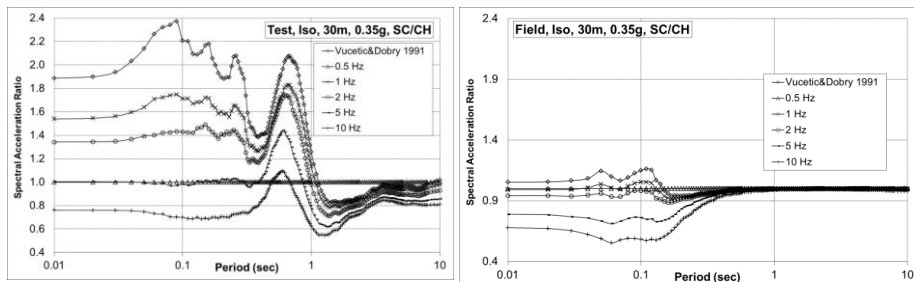 Test, Iso, 30m, 0.35g, SC/CH
Spectral Acceleration Ratio
2.4
2.2
2.0
1.8
1.6
1.4
1.2
1.0
0.8
0.6
0.4
Vucetic&Dobry 1991
0.5 Hz
1 Hz
2 Hz
5 Hz
10 Hz
0.01
0.1
1
10
Period (sec)
Field, Iso, 30m, 0.35g, SC/CH
Spectral Acceleration Ratio
2.4
1.9
1.4
0.9
0.4
Vucetic&Dobry 1991
0.5 Hz
1 Hz
2 Hz
5 Hz
10 Hz
0.01
0.1
1
10
Period (sec)